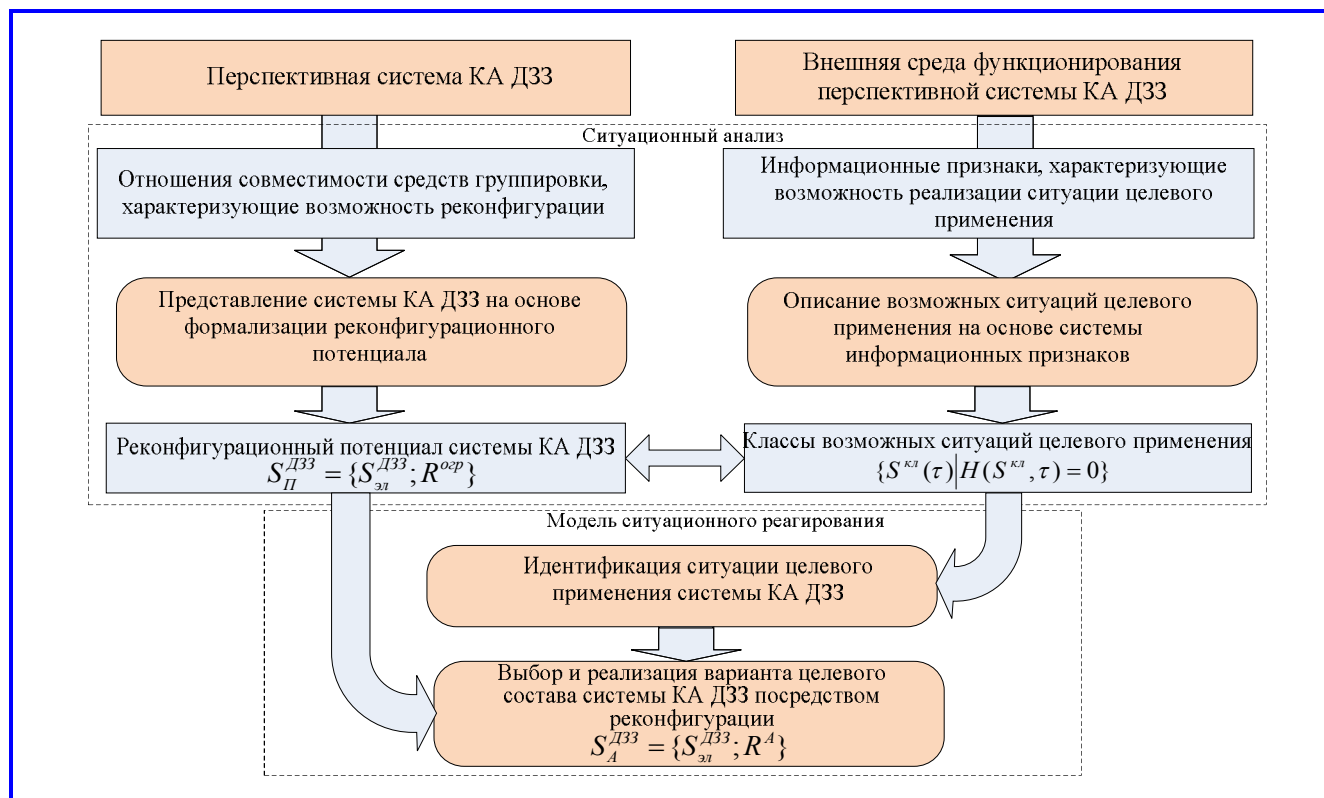 Перспективная система КА ДЗЗ
Внешняя среда функционирования
перспективной системы КА ДЗЗ
Ситуационный анализ
Отношения совместимости средств группировки,
характеризующие возможность реконфигурации
Информационные признаки, характеризующие
возможность реализации ситуации целевого
применения
Представление системы КА ДЗЗ на основе
формализации реконфигурационного
потенциала
Описание возможных ситуаций целевого
применения на основе системы
информационных признаков
Реконфигурационный потенциал системы КА ДЗЗ
S_П^ДЗЗ = {S_эл^ДЗЗ; R^огр}
Классы возможных ситуаций целевого применения
{S^кл(τ)|H(S^кл,τ) = 0}
Модель ситуационного реагирования
Идентификация ситуации целевого
применения системы КА ДЗЗ
Выбор и реализация варианта целевого
состава системы КА ДЗЗ посредством
реконфигурации
S_А^ДЗЗ = {S_эл^ДЗЗ; R^А}